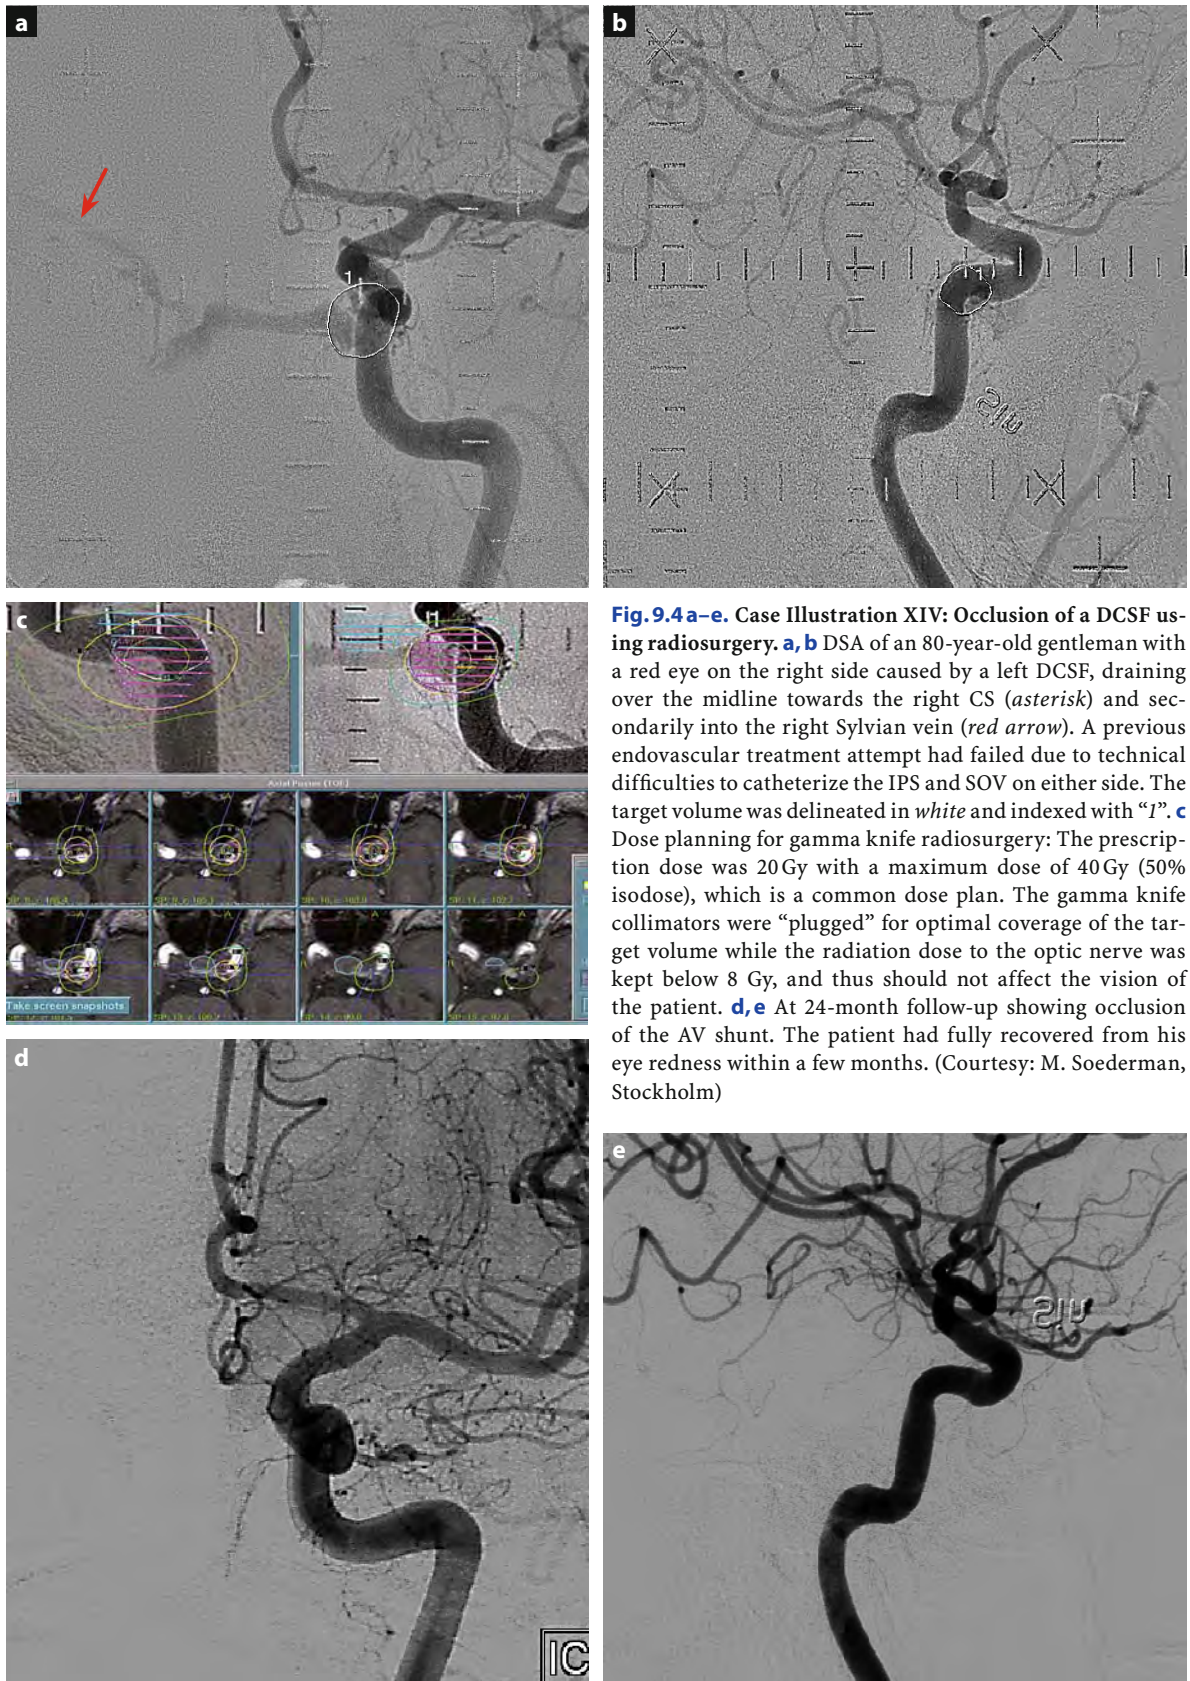 a
1
b
1
SIU
c
1
1
Axial Pusies (TOF)
Take screen snapshots
Fig. 9.4 a–e. Case Illustration XIV: Occlusion of a DCSF us-
ing radiosurgery. a, b DSA of an 80-year-old gentleman with
a red eye on the right side caused by a left DCSF, draining
over the midline towards the right CS (asterisk) and sec-
ondarily into the right Sylvian vein (red arrow). A previous
endovascular treatment attempt had failed due to technical
difficulties to catheterize the IPS and SOV on either side. The
target volume was delineated in white and indexed with “1”. c
Dose planning for gamma knife radiosurgery: The prescrip-
tion dose was 20 Gy with a maximum dose of 40 Gy (50%
isodose), which is a common dose plan. The gamma knife
collimators were “plugged” for optimal coverage of the tar-
get volume while the radiation dose to the optic nerve was
kept below 8 Gy, and thus should not affect the vision of
the patient. d, e At 24-month follow-up showing occlusion
of the AV shunt. The patient had fully recovered from his
eye redness within a few months. (Courtesy: M. Soederman,
Stockholm)
d
IC
e
SIU